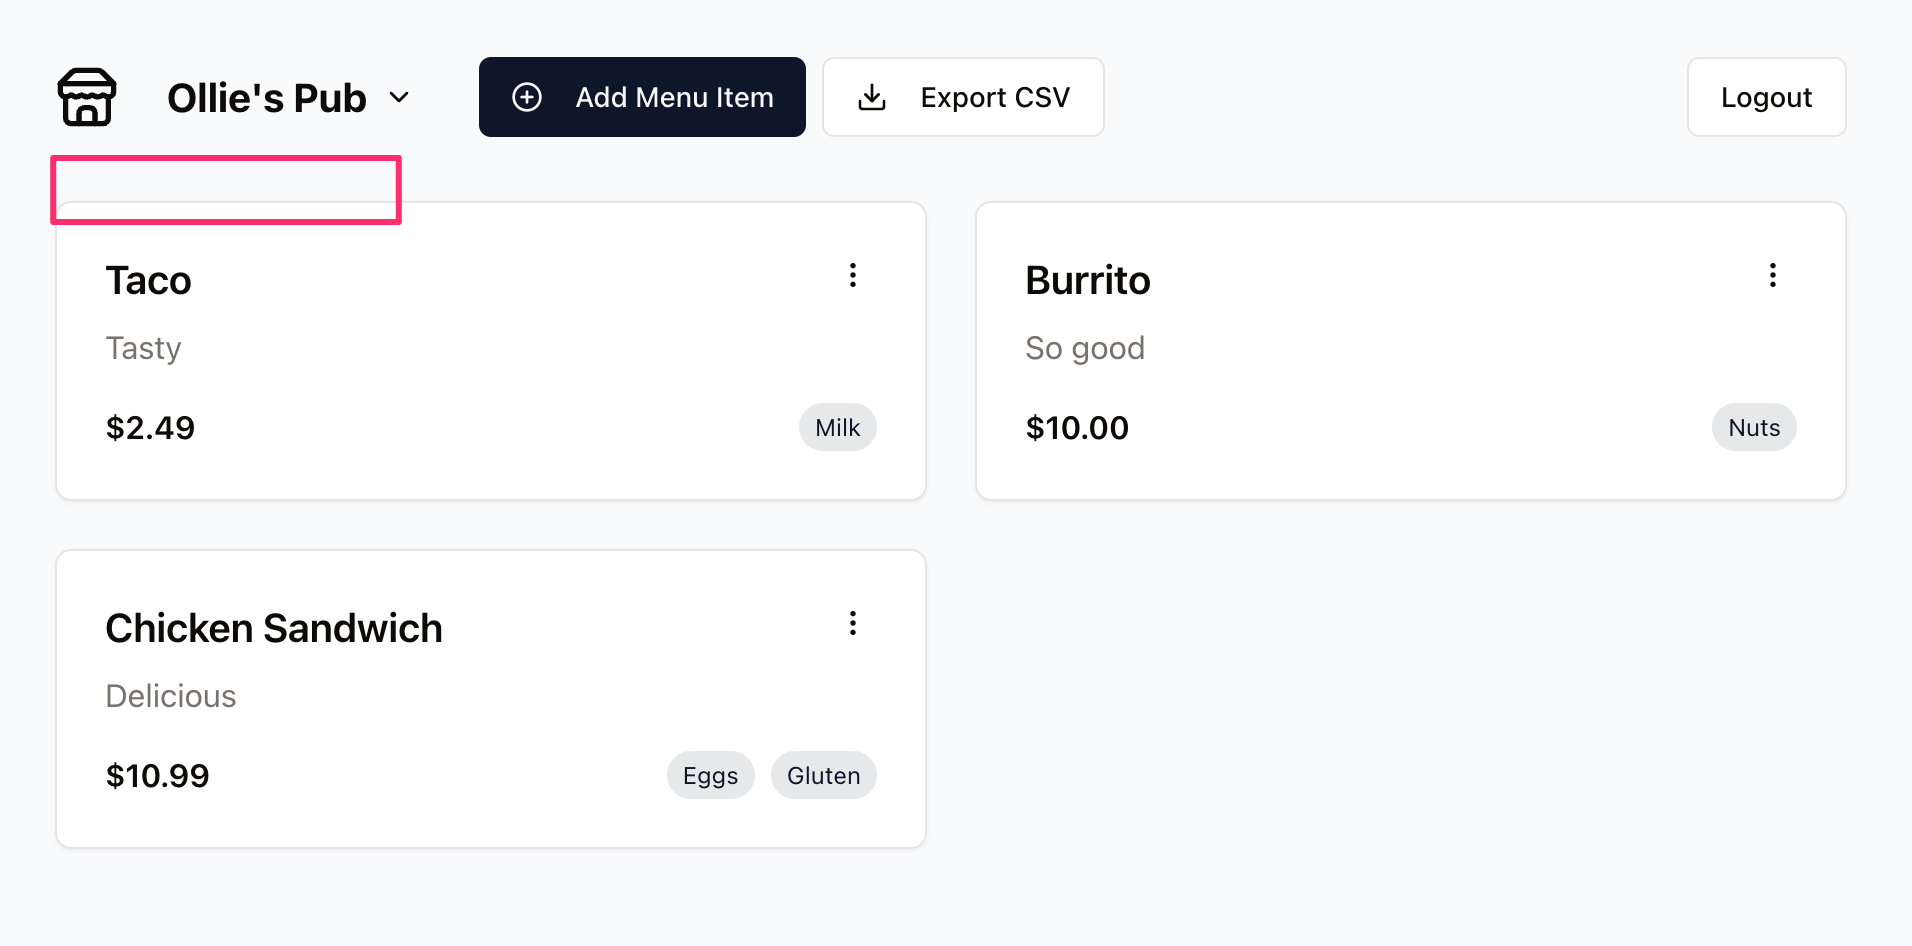 Ollie's Pub
Add Menu Item
Export CSV
Logout
Taco
Tasty
$2.49
Milk
Burrito
So good
$10.00
Nuts
Chicken Sandwich
Delicious
$10.99
Eggs
Gluten